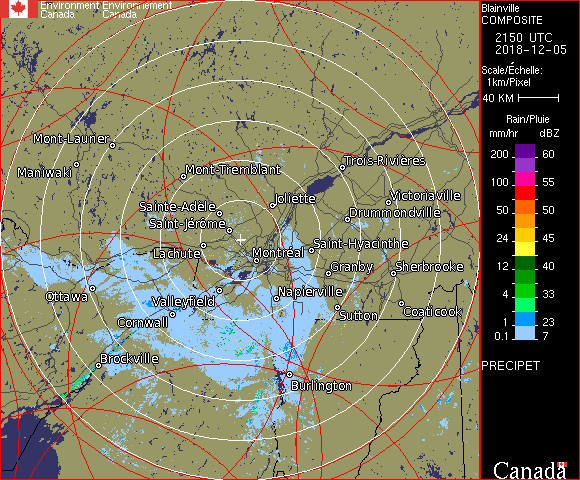 Environment Environnement
Canada Canada
Blainville
COMPOSITE
2150 UTC
2018-12-05
Scale/Échelle:
1km/Pixel
40 KM
Rain/Pluie
mm/hr dBZ
200 60
100 55
50 50
24 45
12 40
4 33
1 23
0.1 7
PRECIPET
Canada
Mont-Laurier
Maniwaki
Mont-Tremblant
Trois-Rivières
Sainte-Adèle
Joliette
Victoriaville
Drummondville
Saint-Jérôme
Lachute
Montréal
Saint-Hyacinthe
Granby
Sherbrooke
Ottawa
Valleyfield
Napierville
Cornwall
Sutton
Coaticook
Brockville
Burlington